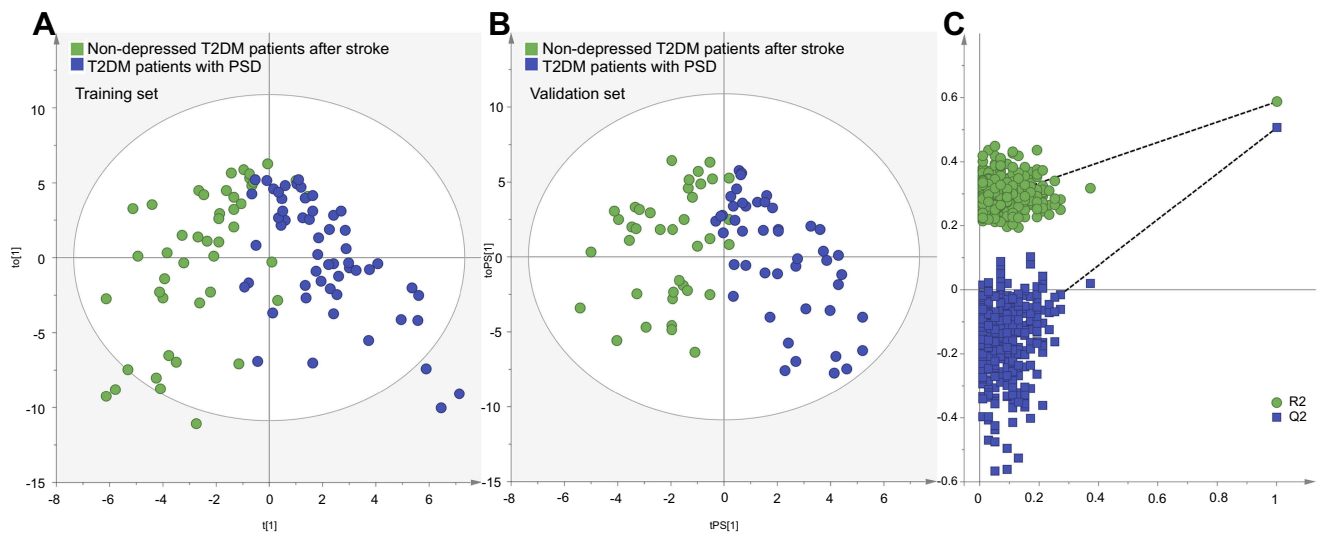 A
Non-depressed T2DM patients after stroke
T2DM patients with PSD
Training set
to[1]
10
5
0
-5
-10
-15
-8
-6
-4
-2
0
2
4
6
t[1]
B
Non-depressed T2DM patients after stroke
T2DM patients with PSD
Validation set
toPS[1]
10
5
0
-5
-10
-15
-8
-6
-4
-2
0
2
4
6
tPS[1]
C
0.6
0.4
0.2
0
-0.2
-0.4
-0.6
0
0.2
0.4
0.6
0.8
1
R2
Q2